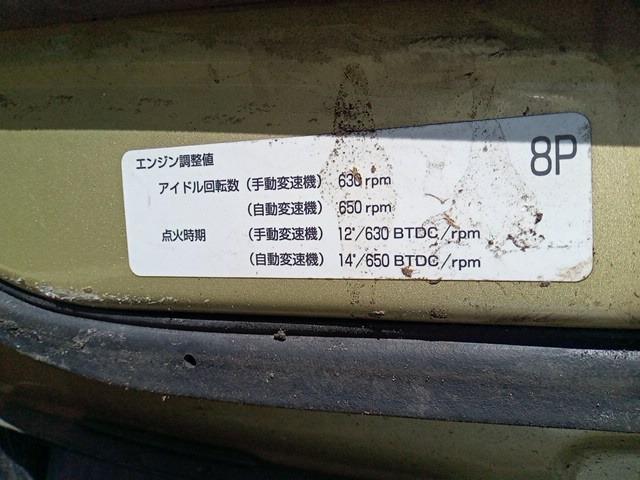 エンジン調整値
8P
アイドル回転数(手動変速機) 630 rpm
(自動変速機) 650 rpm
点火時期 (手動変速機) 12°/630 BTDC/rpm
(自動変速機) 14°/650 BTDC/rpm